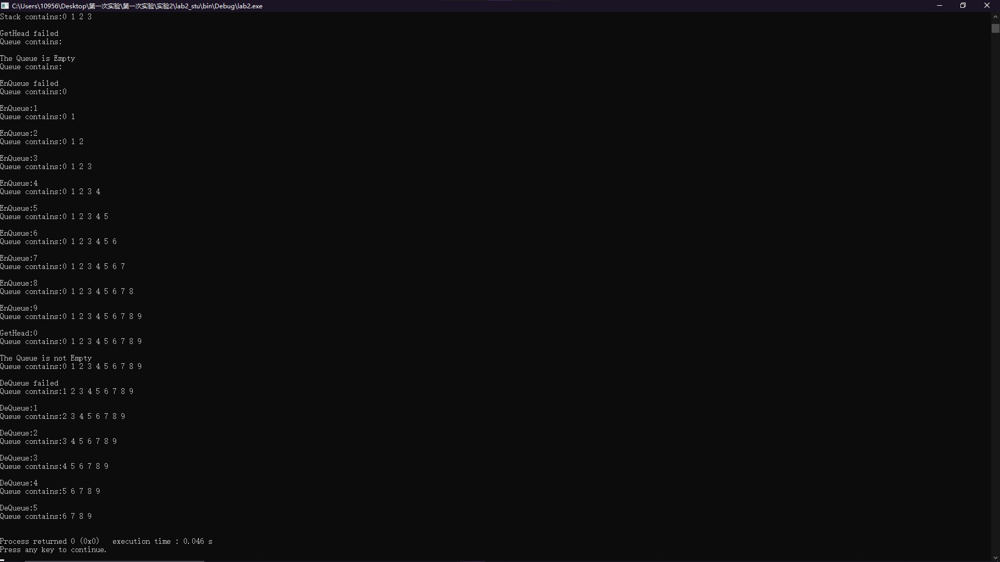 C:\Users\10956\Desktop\第一次实验\第一次实验\实验2\lab2_stu\bin\Debug\lab2.exe
Stack contains:0 1 2 3
GetHead failed
Queue contains:
The Queue is Empty
Queue contains:
EnQueue failed
Queue contains:0
EnQueue:1
Queue contains:0 1
EnQueue:2
Queue contains:0 1 2
EnQueue:3
Queue contains:0 1 2 3
EnQueue:4
Queue contains:0 1 2 3 4
EnQueue:5
Queue contains:0 1 2 3 4 5
EnQueue:6
Queue contains:0 1 2 3 4 5 6
EnQueue:7
Queue contains:0 1 2 3 4 5 6 7
EnQueue:8
Queue contains:0 1 2 3 4 5 6 7 8
EnQueue:9
Queue contains:0 1 2 3 4 5 6 7 8 9
GetHead:0
Queue contains:0 1 2 3 4 5 6 7 8 9
The Queue is not Empty
Queue contains:0 1 2 3 4 5 6 7 8 9
DeQueue failed
Queue contains:1 2 3 4 5 6 7 8 9
DeQueue:1
Queue contains:2 3 4 5 6 7 8 9
DeQueue:2
Queue contains:3 4 5 6 7 8 9
DeQueue:3
Queue contains:4 5 6 7 8 9
DeQueue:4
Queue contains:5 6 7 8 9
DeQueue:5
Queue contains:6 7 8 9
Process returned 0 (0x0)   execution time : 0.046 s
Press any key to continue.